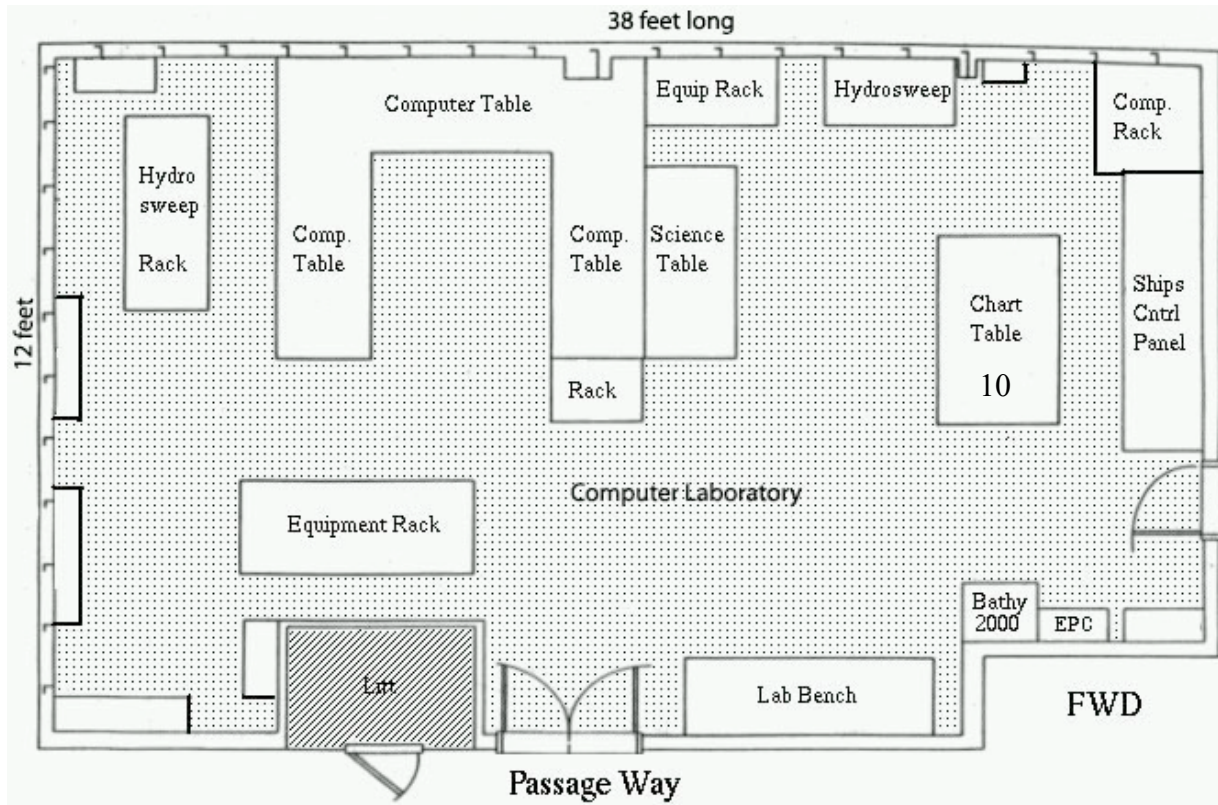 38 feet long
Computer Table
Equip Rack
Hydrosweep
Comp.
Rack
Hydro
sweep
Rack
Comp.
Table
Comp.
Table
Science
Table
Ships
Cntrl
Panel
Chart
Table
10
12 feet
Rack
Computer Laboratory
Equipment Rack
Bathy
2000
EPC
Lift
Lab Bench
FWD
Passage Way